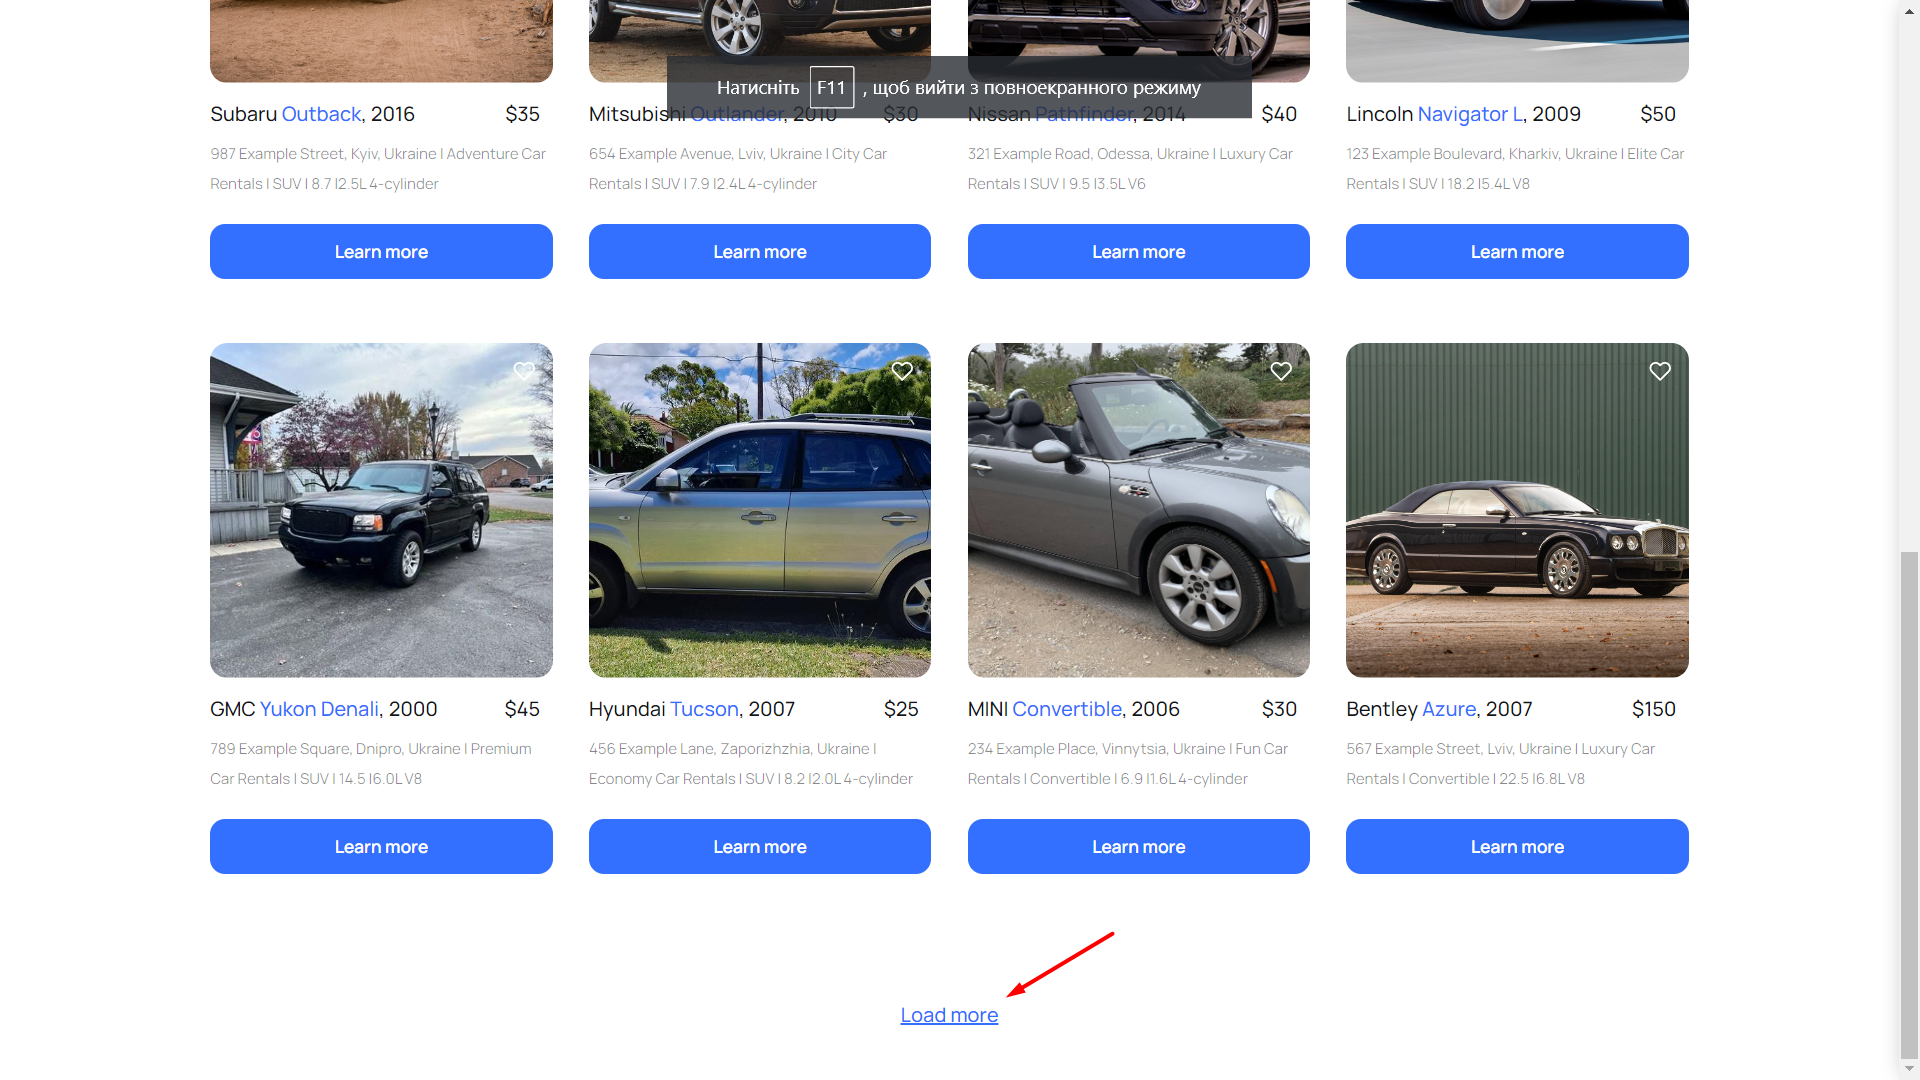 Натисніть F11 , щоб вийти з повноекранного режиму
Subaru Outback, 2016 $35
987 Example Street, Kyiv, Ukraine | Adventure Car
Rentals | SUV | 8.7 |2.5L 4-cylinder
Learn more
Mitsubishi Outlander, 2010 $30
654 Example Avenue, Lviv, Ukraine | City Car
Rentals | SUV | 7.9 |2.4L 4-cylinder
Learn more
Nissan Pathfinder, 2014 $40
321 Example Road, Odessa, Ukraine | Luxury Car
Rentals | SUV | 9.5 |3.5L V6
Learn more
Lincoln Navigator L, 2009 $50
123 Example Boulevard, Kharkiv, Ukraine | Elite Car
Rentals | SUV | 18.2 |5.4L V8
Learn more
GMC Yukon Denali, 2000 $45
789 Example Square, Dnipro, Ukraine | Premium
Car Rentals | SUV | 14.5 |6.0L V8
Learn more
Hyundai Tucson, 2007 $25
456 Example Lane, Zaporizhzhia, Ukraine |
Economy Car Rentals | SUV | 8.2 |2.0L 4-cylinder
Learn more
MINI Convertible, 2006 $30
234 Example Place, Vinnytsia, Ukraine | Fun Car
Rentals | Convertible | 6.9 |1.6L 4-cylinder
Learn more
Bentley Azure, 2007 $150
567 Example Street, Lviv, Ukraine | Luxury Car
Rentals | Convertible | 22.5 |6.8L V8
Learn more
Load more